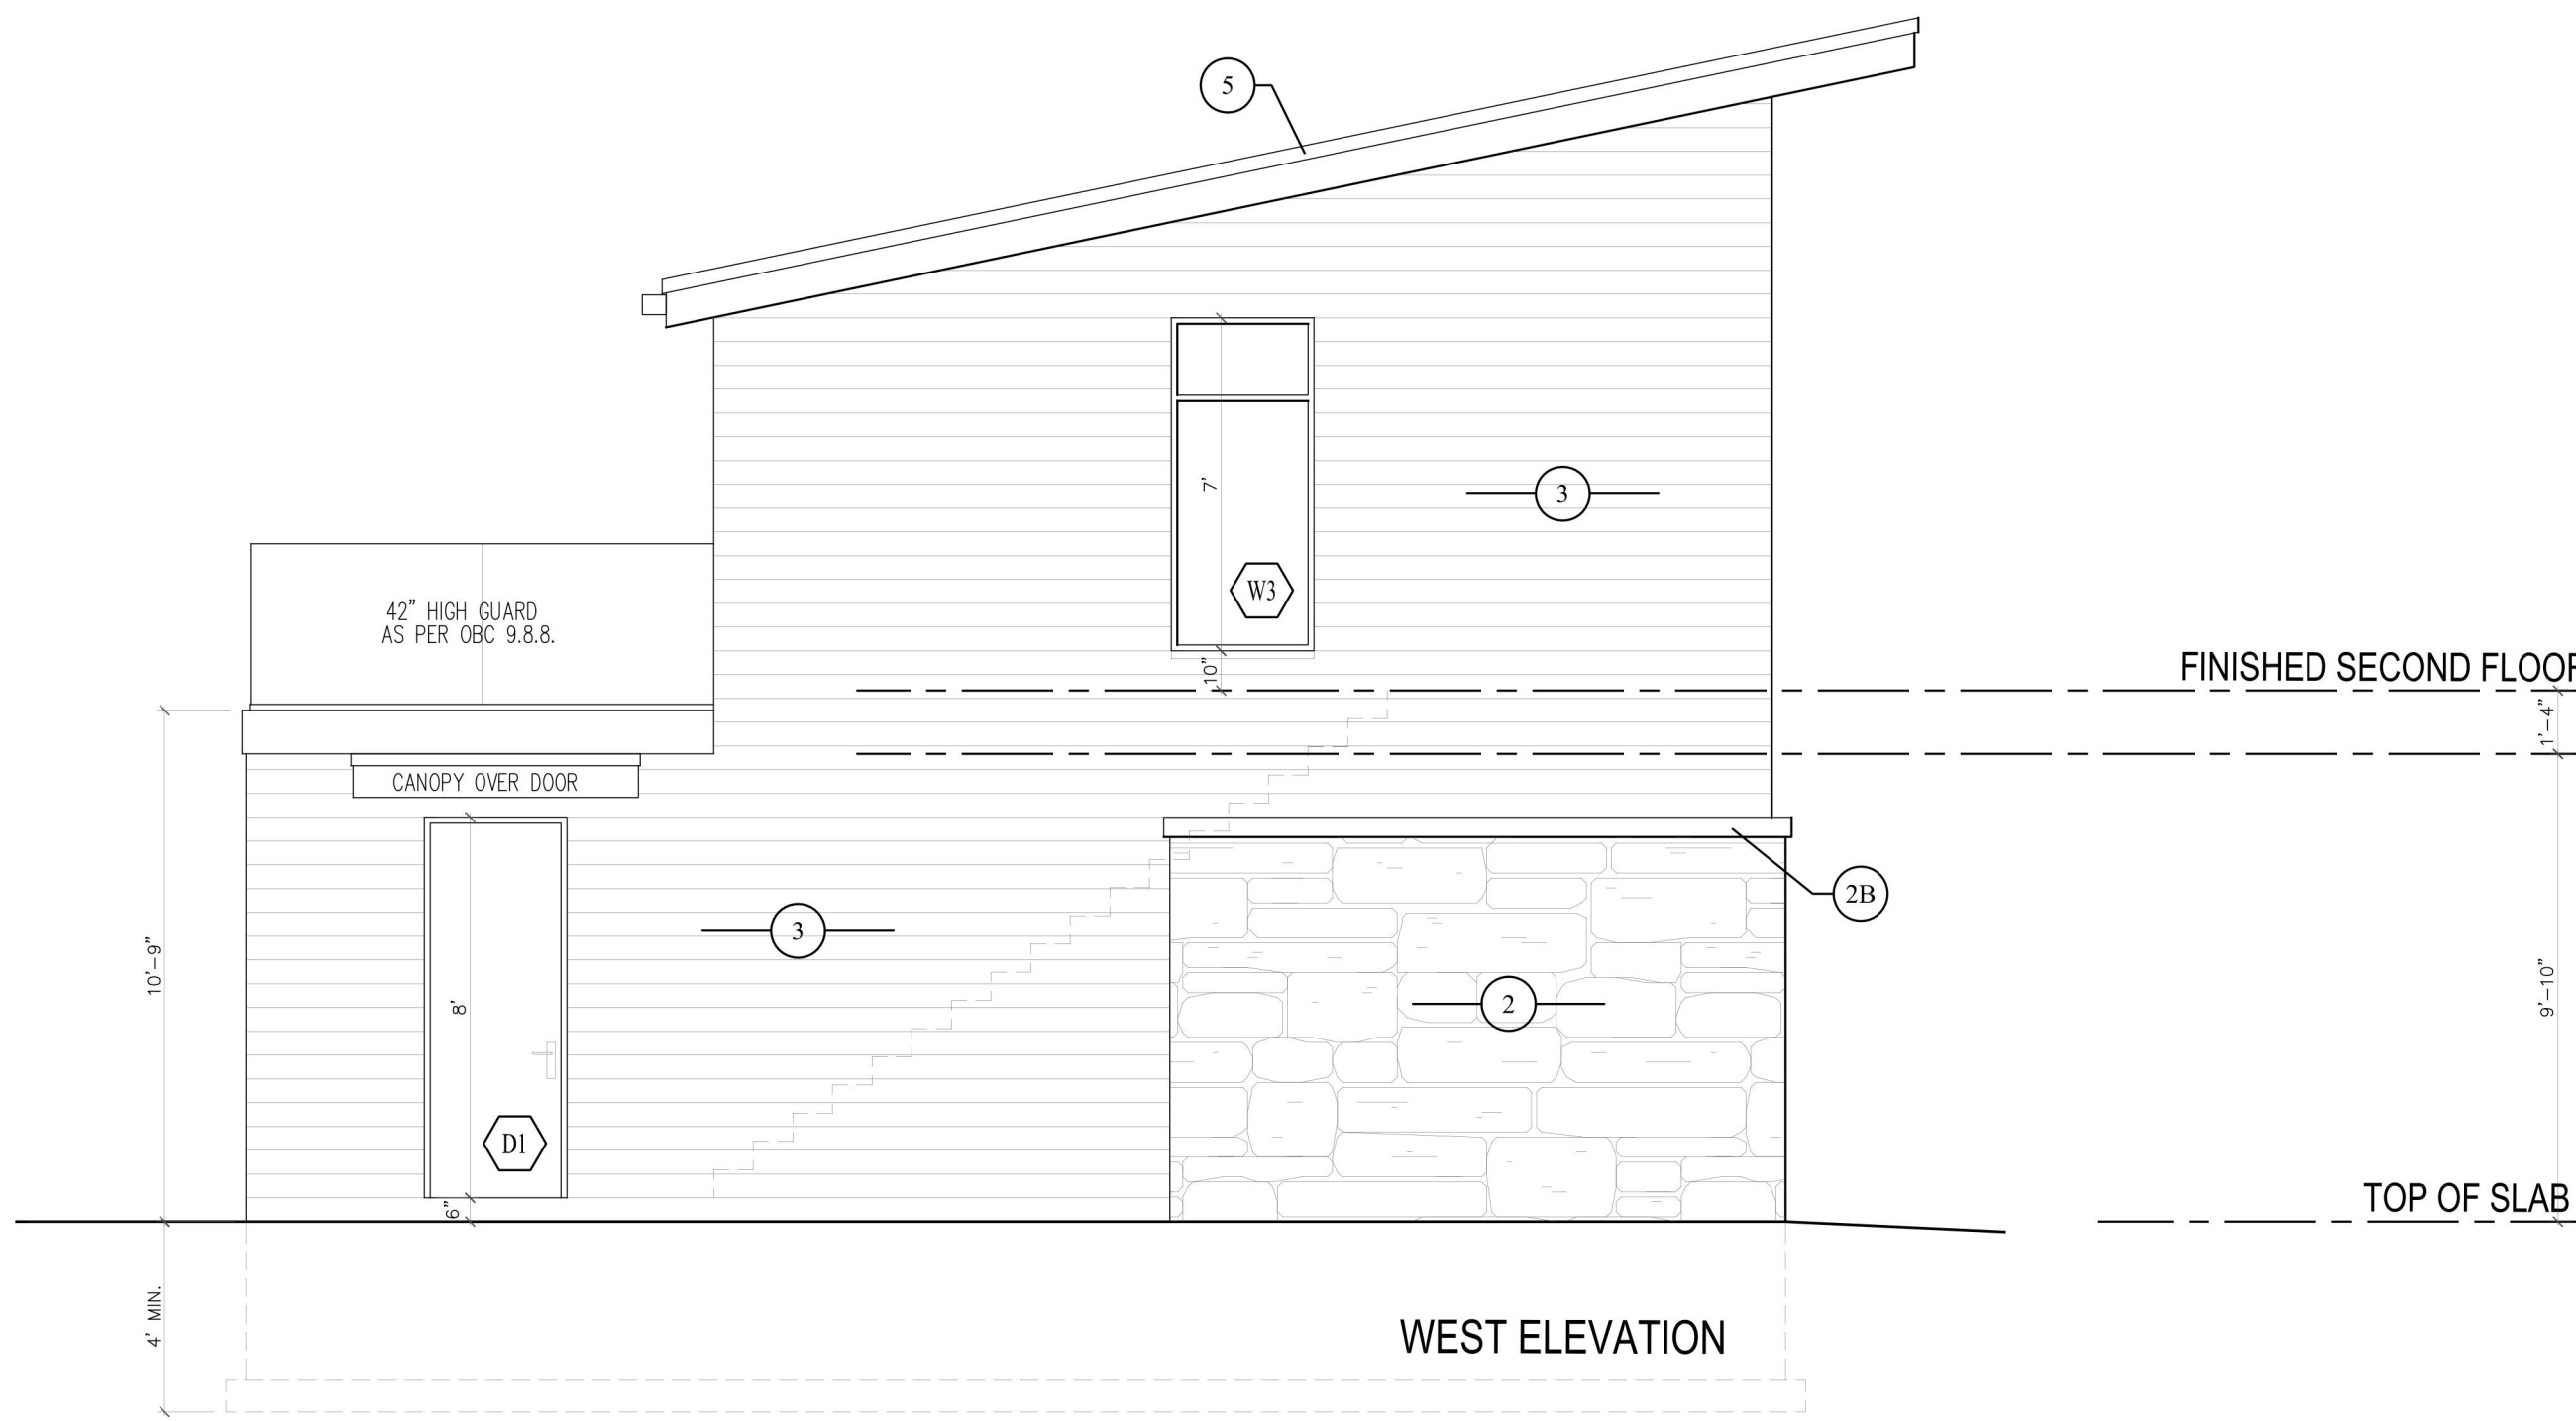 5
3
7'
W3
42" HIGH GUARD
AS PER OBC 9.8.8.
10"
FINISHED SECOND FLOOR
1'-4"
CANOPY OVER DOOR
2B
3
10'-9"
9'-10"
8'
2
D1
6"
TOP OF SLAB
4' MIN.
WEST ELEVATION